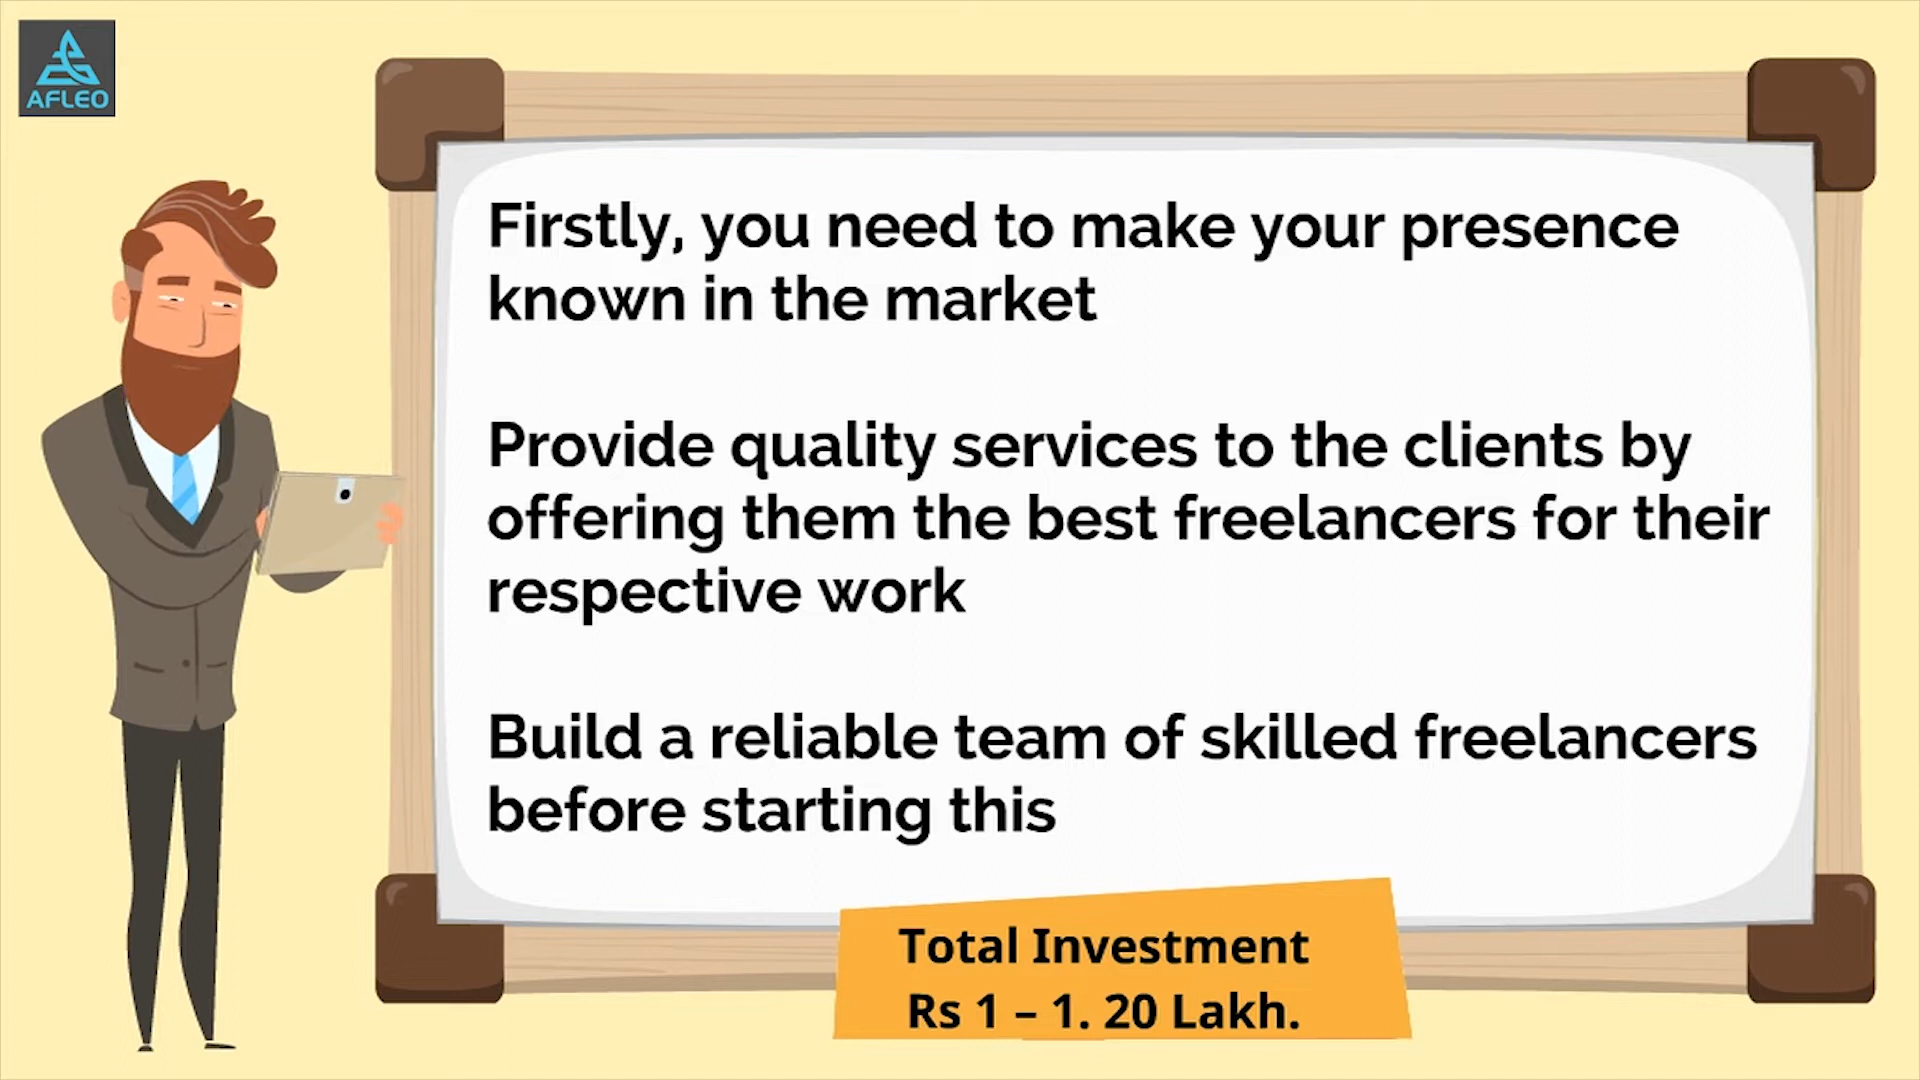 AFLEO
Firstly, you need to make your presence
known in the market
Provide quality services to the clients by
offering them the best freelancers for their
respective work
Build a reliable team of skilled freelancers
before starting this
Total Investment
Rs 1 – 1. 20 Lakh.